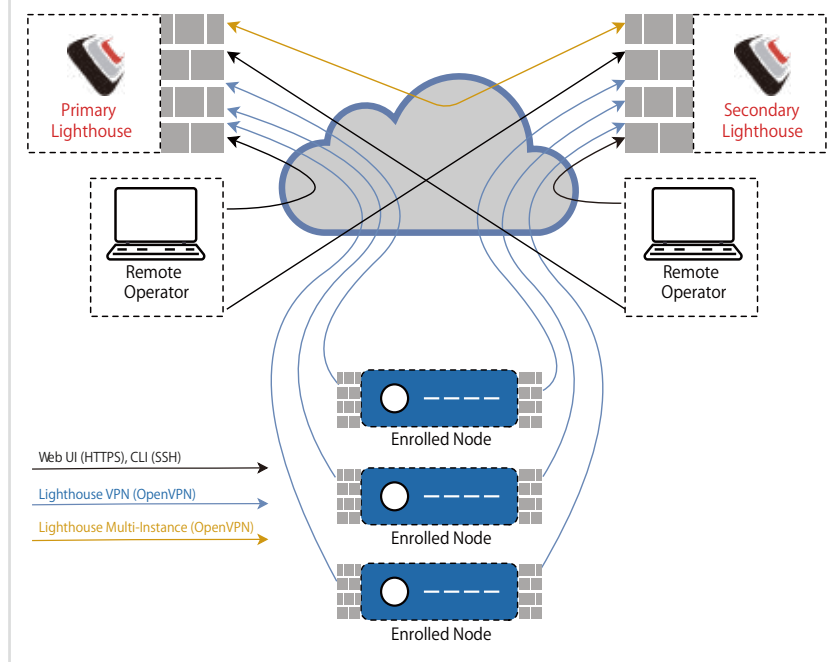 Primary
Lighthouse
Secondary
Lighthouse
Remote
Operator
Remote
Operator
Enrolled Node
Web UI (HTTPS), CLI (SSH)
Lighthouse VPN (OpenVPN)
Lighthouse Multi-Instance (OpenVPN)
Enrolled Node
Enrolled Node